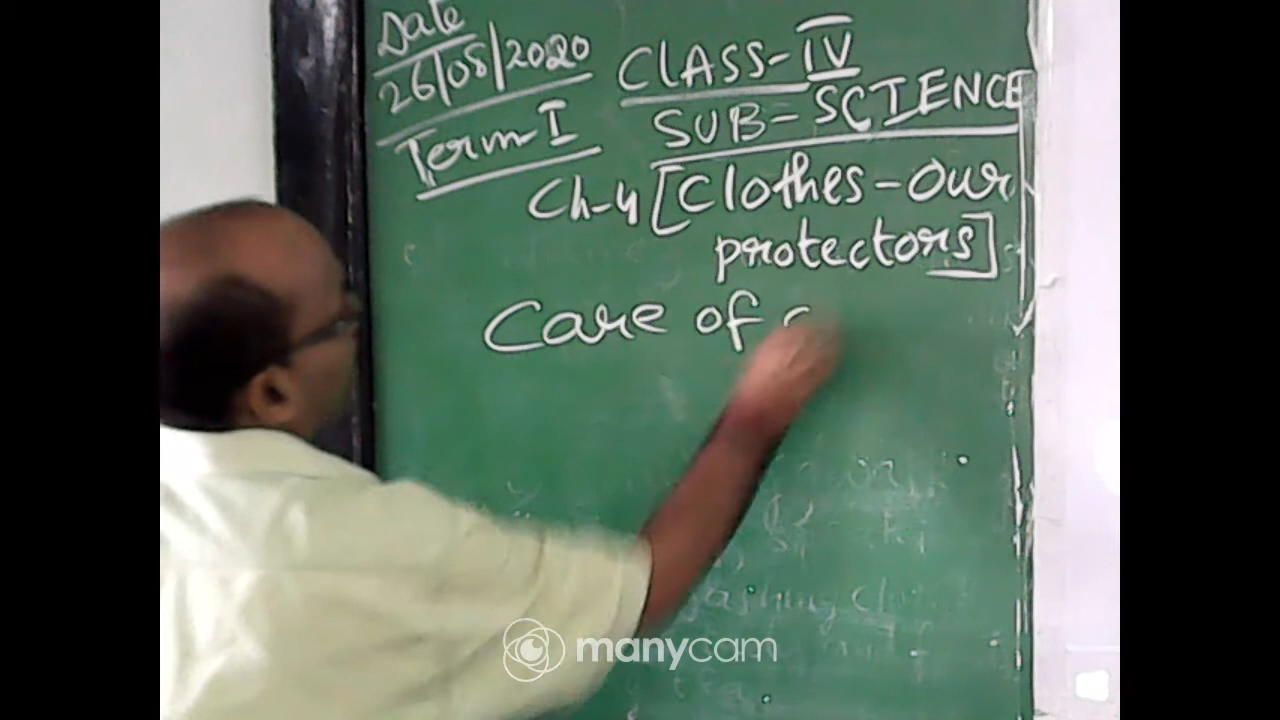 Date
26/08/2020
Term-I
CLASS-IV
SUB-SCIENCE
Ch-4 [Clothes-Our
protectors]
Care of c
manycam